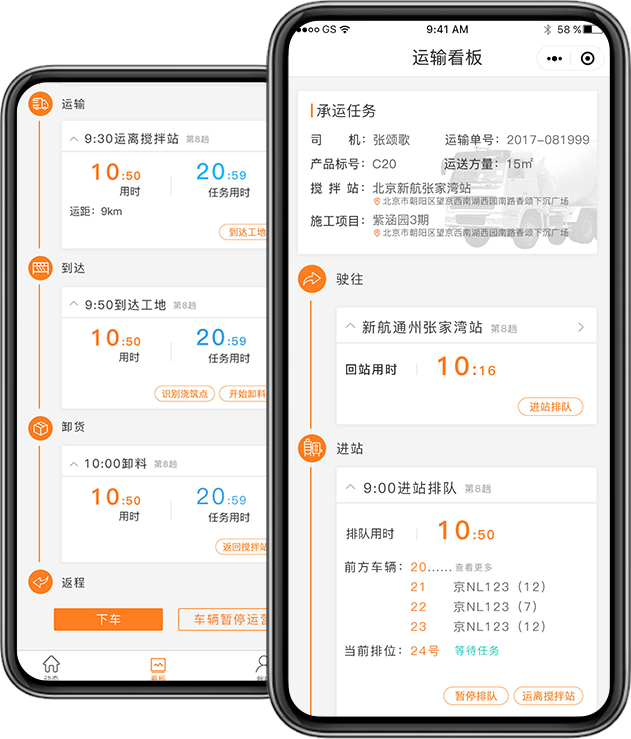 运输
9:30运离搅拌站 第8趟
10:50 20:59
用时 任务用时
运距：9km
到达工地
到达
9:50到达工地 第8趟
10:50 20:59
用时 任务用时
识别浇筑点 开始卸料
卸货
10:00卸料 第8趟
10:50 20:59
用时 任务用时
返回搅拌站
返程
下车 车辆暂停运营
动态 看板
GS 9:41 AM 58 %
运输看板
承运任务
司 机：张颂歌 运输单号：2017-081999
产品标号：C20 运送方量：15㎡
搅 拌 站：北京新航张家湾站
北京市朝阳区望京西南湖西园南路香颂下沉广场
施工项目：紫涵园3期
北京市朝阳区望京西南湖西园南路香颂下沉广场
驶往
新航通州张家湾站 第8趟
回站用时 10:16
进站排队
进站
9:00进站排队 第8趟
排队用时 10:50
前方车辆：20......查看更多
21 京NL123（12）
22 京NL123（7）
23 京NL123（12）
当前排位：24号 等待任务
暂停排队 运离搅拌站